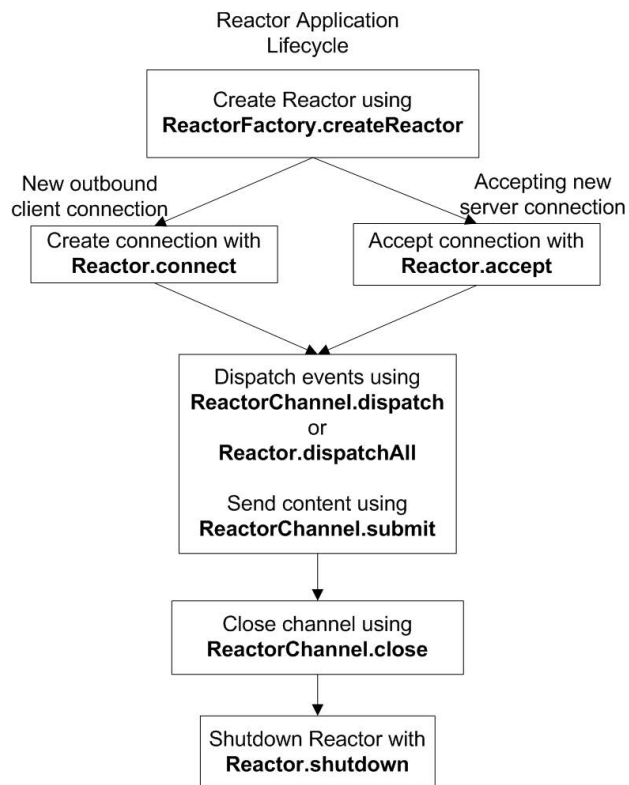 Reactor Application
Lifecycle
Create Reactor using
ReactorFactory.createReactor
New outbound
client connection
Accepting new
server connection
Create connection with
Reactor.connect
Accept connection with
Reactor.accept
Dispatch events using
ReactorChannel.dispatch
or
Reactor.dispatchAll
Send content using
ReactorChannel.submit
Close channel using
ReactorChannel.close
Shutdown Reactor with
Reactor.shutdown